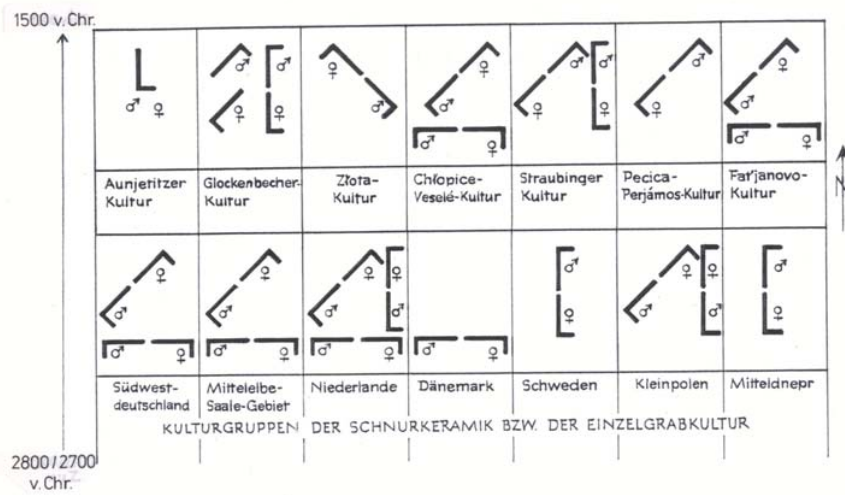 1500 v. Chr.
♂ ♀
♂ ♂
♀ ♀
♀
♂
♀
♂
♂ ♀
♂ ♂
♀ ♀
♂
♀
♀
♂
♂ ♀
Aunjetitzer
Kultur
Glockenbecher-
Kultur
Złota-
Kultur
Chłopice-
Veselé-Kultur
Straubinger
Kultur
Pecica-
Perjámos-Kultur
Fat'janovo-
Kultur
N
♀
♂
♂ ♀
♀
♂
♂ ♀
♀ ♀
♂ ♂
♂ ♀
♂ ♀
♂
♀
♀ ♀
♂ ♂
♂
♀
Südwest-
deutschland
Mittelelbe-
Saale-Gebiet
Niederlande
Dänemark
Schweden
Kleinpolen
Mitteldnepr
KULTURGRUPPEN DER SCHNURKERAMIK BZW. DER EINZELGRABKULTUR
2800/2700
v. Chr.